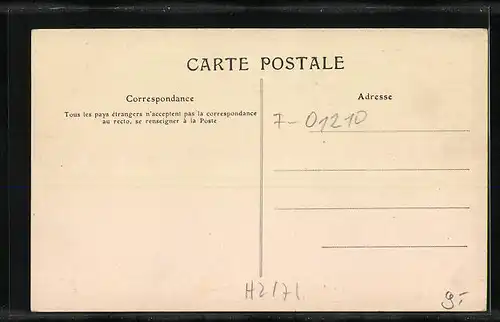 CARTE POSTALE
Correspondance
Tous les pays étrangers n'acceptent pas la correspondance
au recto, se renseigner à la Poste
Adresse
7-01210
H2171
9.-